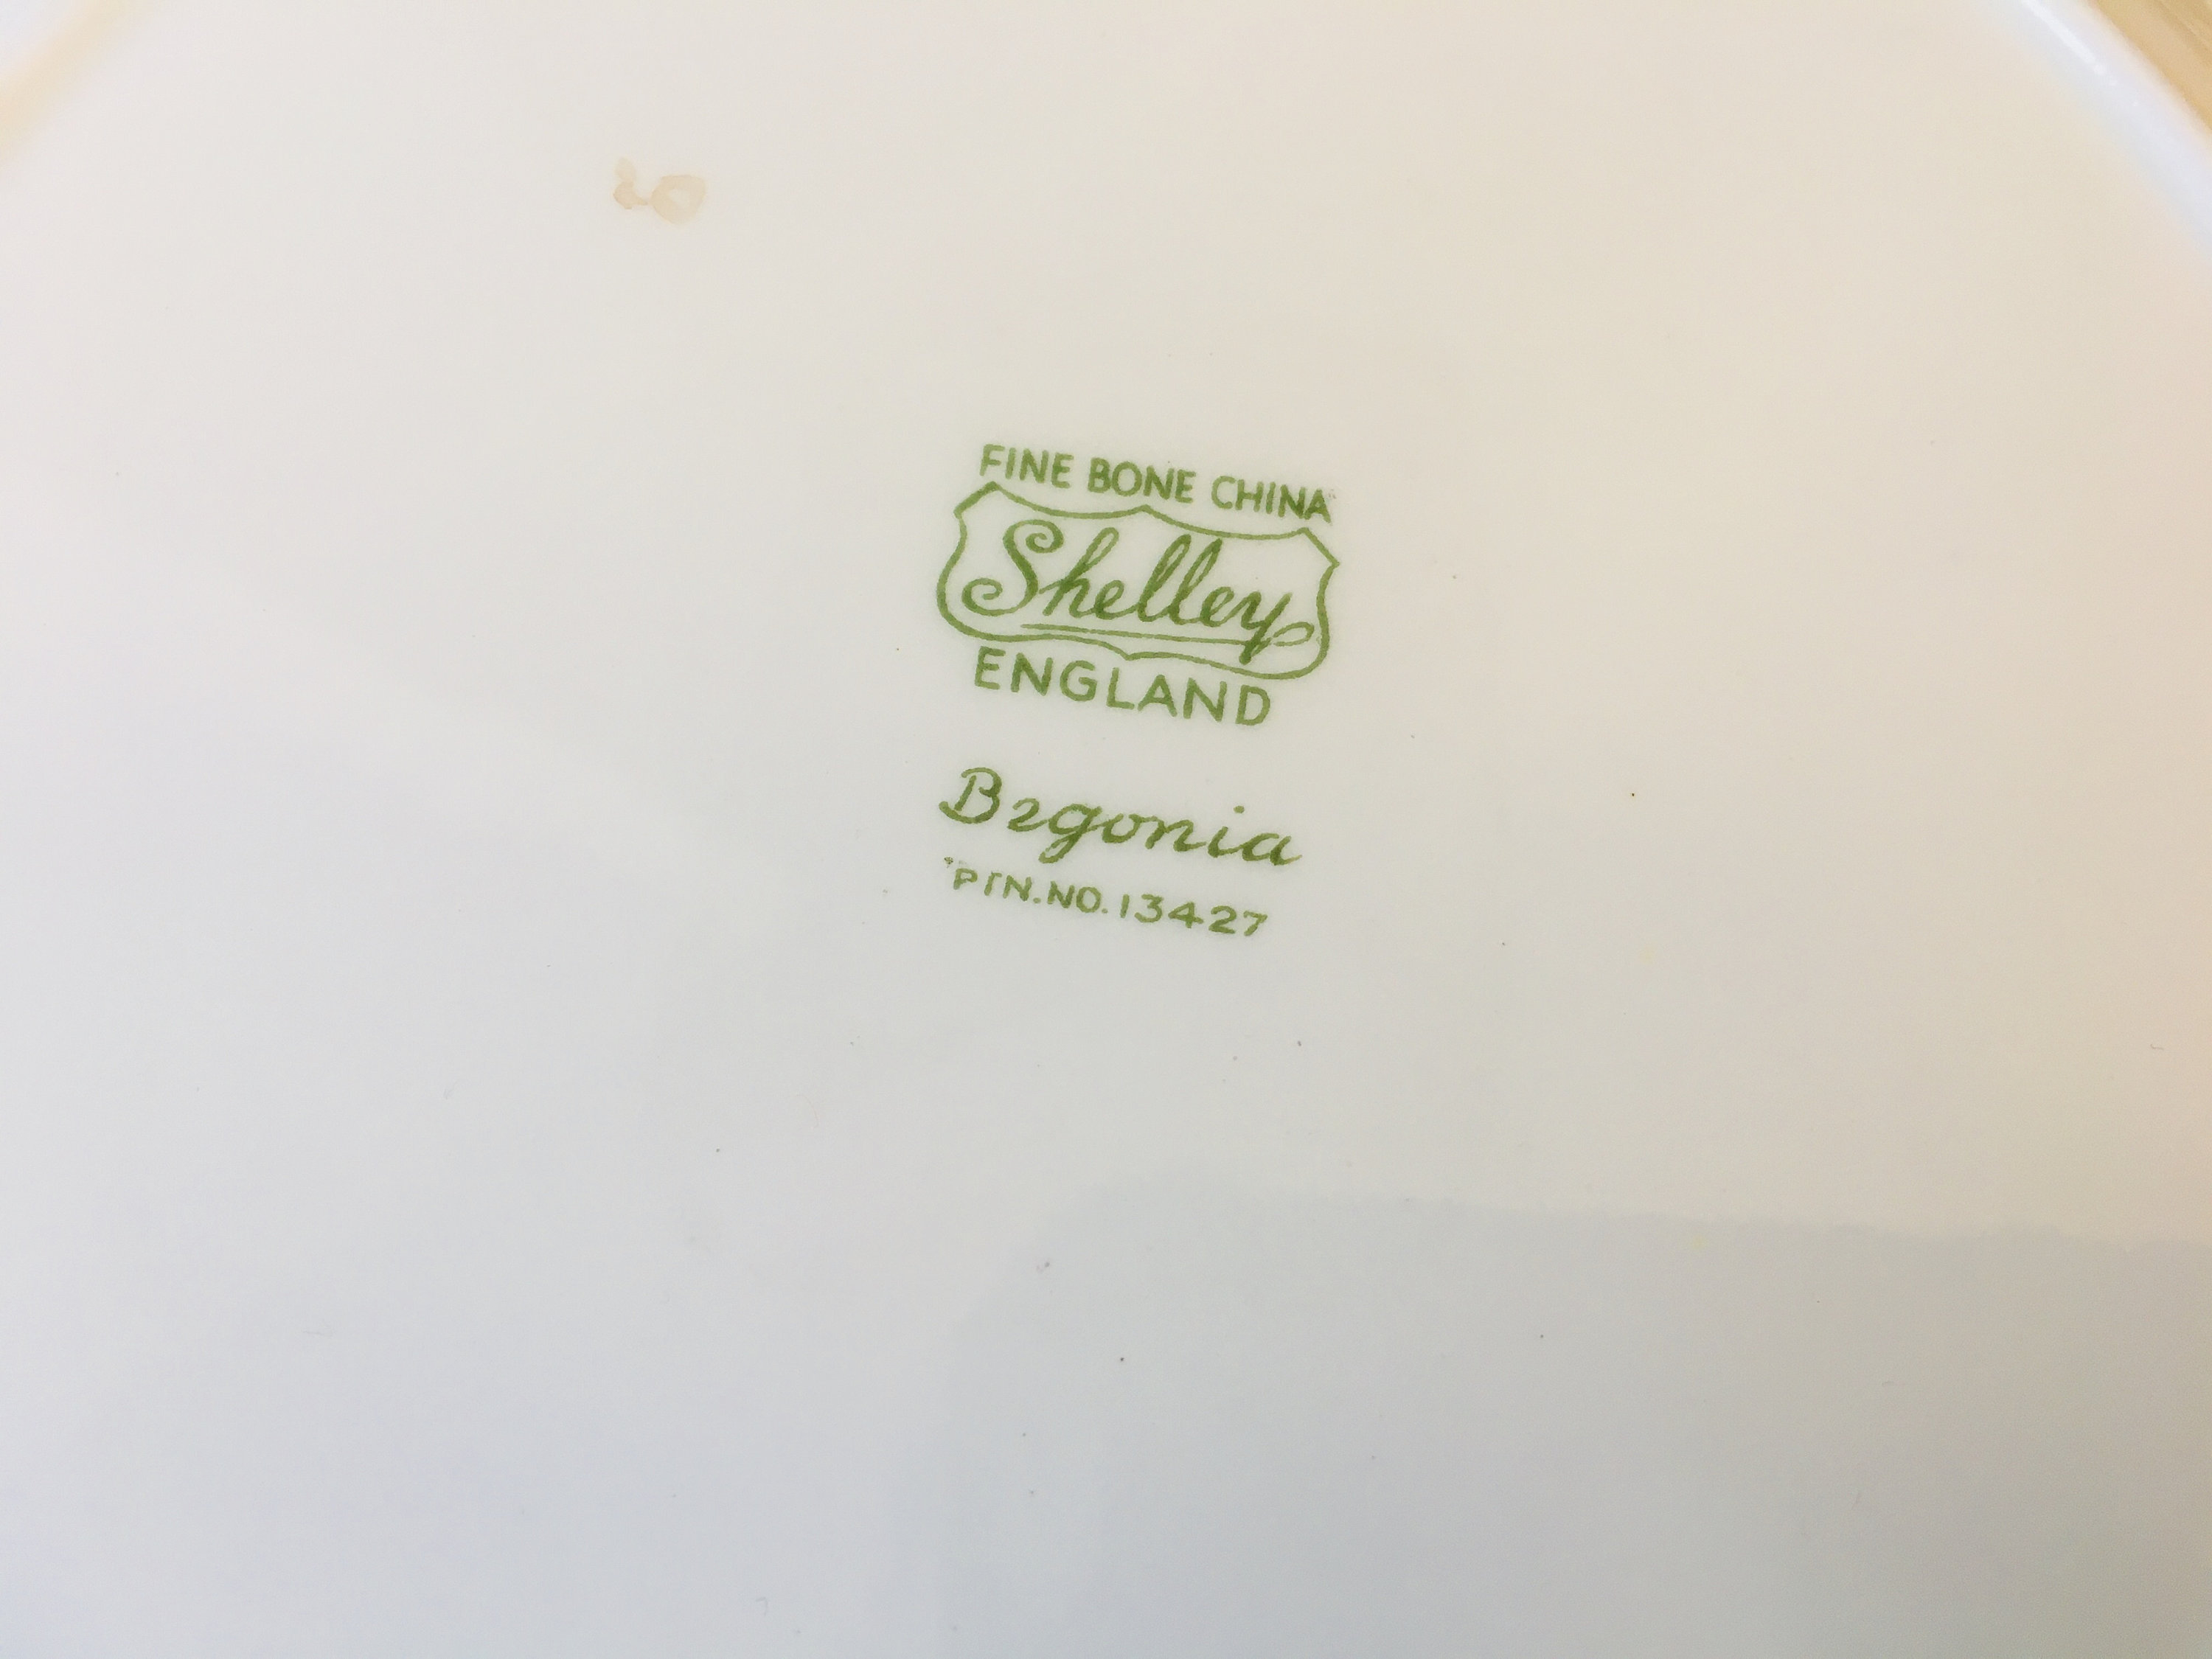 FINE BONE CHINA
Shelley
ENGLAND
Begonia
PTN.NO.13427